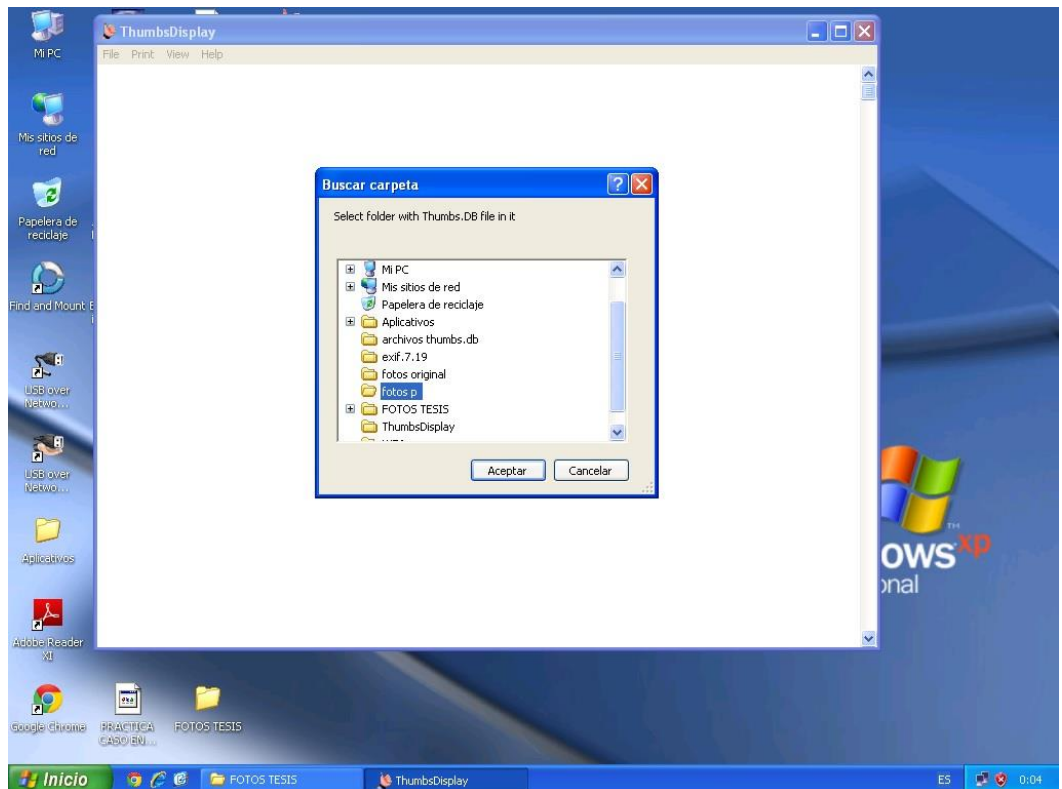 Mi PC
Mis sitios de
red
Papelera de
reciclaje
Find and Mount
USB over
Netwo...
USB over
Netwo...
Aplicativos
Adobe Reader
XI
Google Chrome
PRACTICA
CASO EN...
FOTOS TESIS
ThumbsDisplay
File Print View Help
Buscar carpeta
Select folder with Thumbs.DB file in it
Mi PC
Mis sitios de red
Papelera de reciclaje
Aplicativos
archivos thumbs.db
exif.7.19
fotos original
fotos p
FOTOS TESIS
ThumbsDisplay
Aceptar Cancelar
TM
ows xp
onal
Inicio FOTOS TESIS ThumbsDisplay ES 0:04